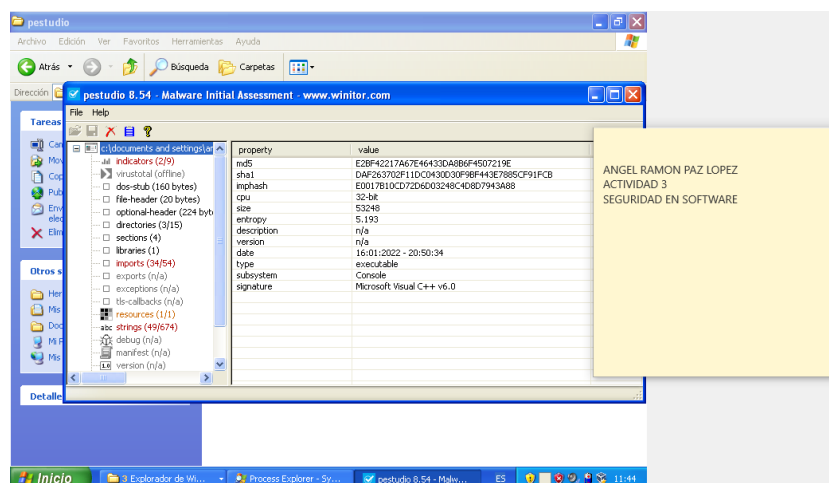 pestudio
Archivo Edición Ver Favoritos Herramientas Ayuda
Atrás Búsqueda Carpetas
Dirección
pestudio 8.54 - Malware Initial Assessment - www.winitor.com
File Help
Tareas
Otros s
Mis
Detalle
c:\documents and settings\ar
indicators (2/9)
virustotal (offline)
dos-stub (160 bytes)
file-header (20 bytes)
optional-header (224 byt
directories (3/15)
sections (4)
libraries (1)
imports (34/54)
exports (n/a)
exceptions (n/a)
tls-callbacks (n/a)
resources (1/1)
abc strings (49/674)
debug (n/a)
manifest (n/a)
1.0 version (n/a)
property value
md5 E2BF42217A67E46433DA8B6F4507219E
sha1 DAF263702F11DC0430D30F9BF443E7885CF91FCB
imphash E0017B10CD72D6D03248C4D8D7943A88
cpu 32-bit
size 53248
entropy 5.193
description n/a
version n/a
date 16:01:2022 - 20:50:34
type executable
subsystem Console
signature Microsoft Visual C++ v6.0
ANGEL RAMON PAZ LOPEZ
ACTIVIDAD 3
SEGURIDAD EN SOFTWARE
Inicio 3 Explorador de Wi... Process Explorer - Sy... pestudio 8.54 - Malw... ES 11:44